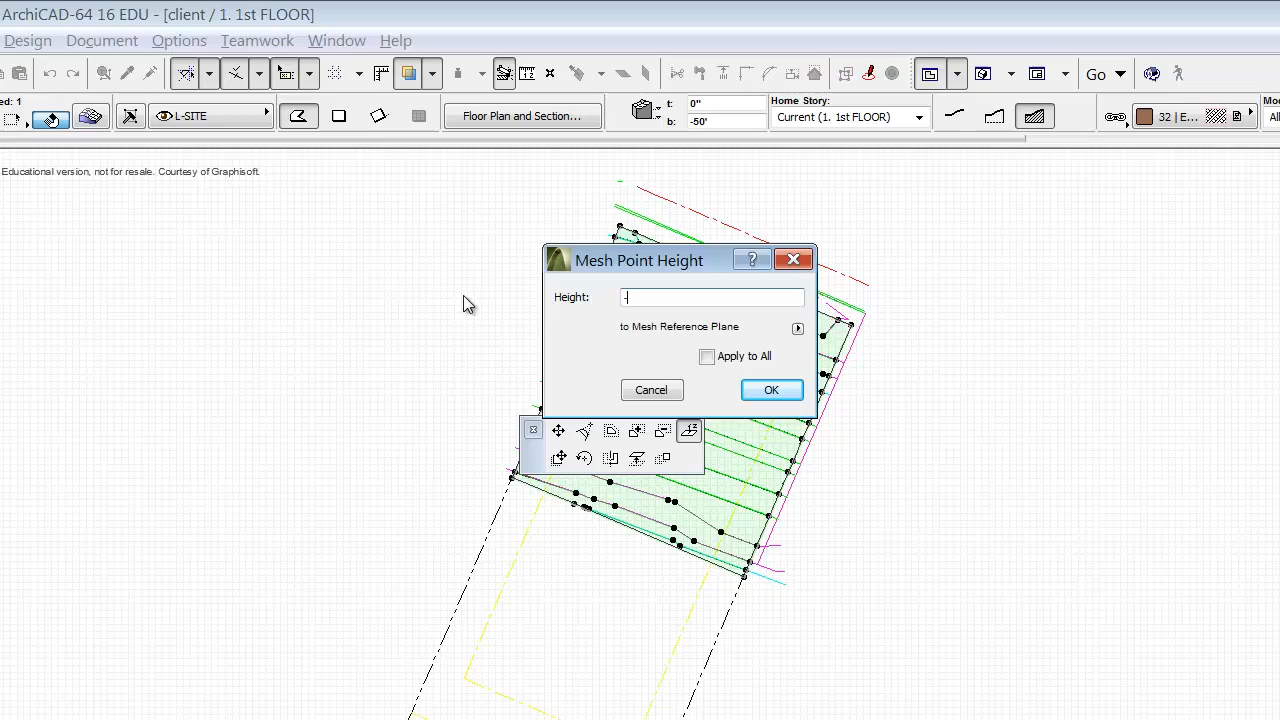 ArchiCAD-64 16 EDU - [client / 1. 1st FLOOR]
Design Document Options Teamwork Window Help
Go
ed: 1
L-SITE
Floor Plan and Section...
t: 0"
b: -50'
Home Story:
Current (1. 1st FLOOR)
32 | E...
Mo
All
Educational version, not for resale. Courtesy of Graphisoft.
Mesh Point Height
?
Height: -
to Mesh Reference Plane
Apply to All
Cancel OK